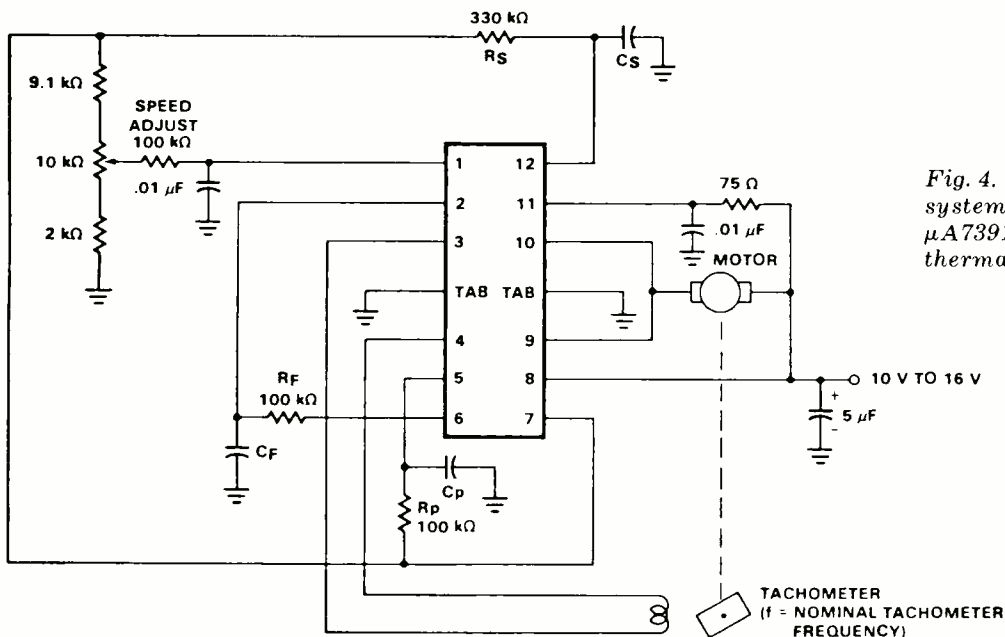 330 kΩ
RS
CS
9.1 kΩ
SPEED
ADJUST
100 kΩ
10 kΩ
.01 μF
2 kΩ
1
2
3
TAB
4
5
6
12
11
10
TAB
9
8
7
75 Ω
.01 μF
MOTOR
10 V TO 16 V
+
5 μF
−
RF
100 kΩ
CF
Cp
Rp
100 kΩ
TACHOMETER
(f = NOMINAL TACHOMETER
FREQUENCY)
Fig. 4.
system
μA7391
therma